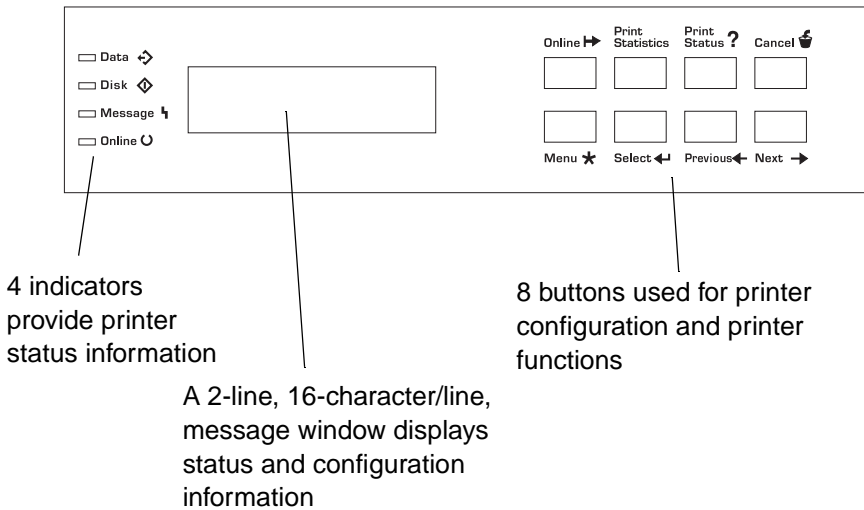 Data
Disk
Message
Online
Online
Print
Statistics
Print
Status ?
Cancel
Menu
Select
Previous
Next
4 indicators
provide printer
status information
A 2-line, 16-character/line,
message window displays
status and configuration
information
8 buttons used for printer
configuration and printer
functions